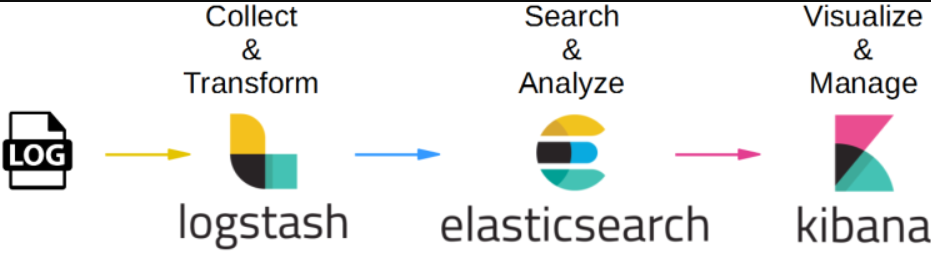 Collect
&
Transform
Search
&
Analyze
Visualize
&
Manage
LOG
logstash
elasticsearch
kibana